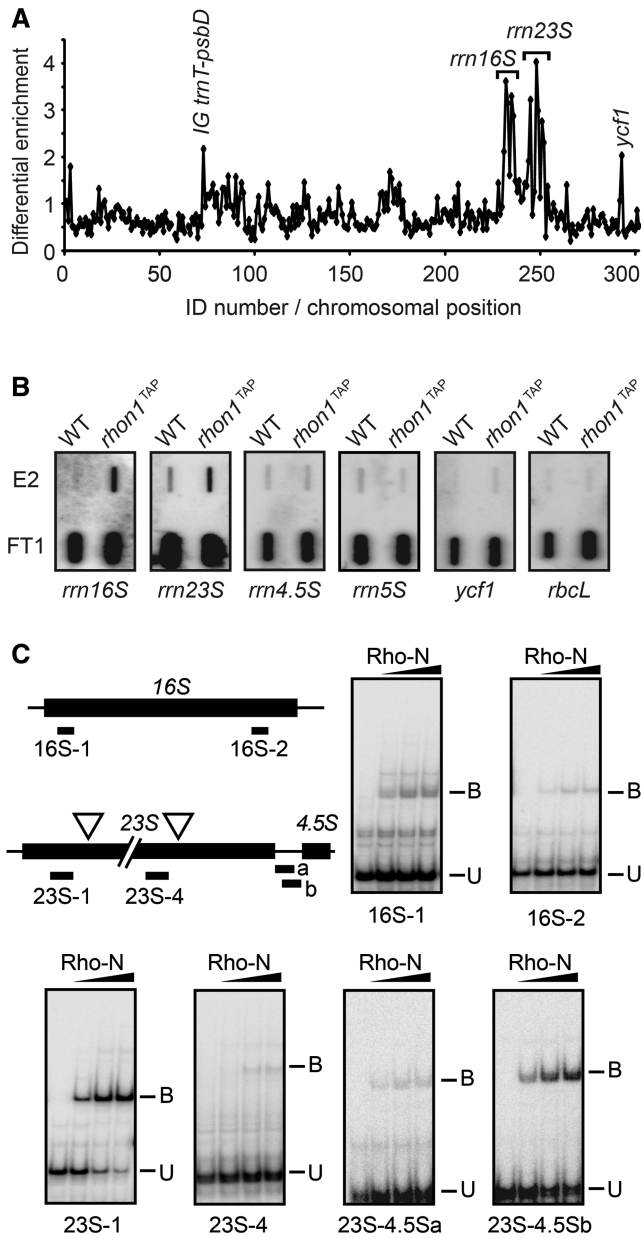 A
Differential enrichment
4
3
2
1
0
IG trnT-psbD
rrn16S
rrn23S
ycf1
0 50 100 150 200 250 300
ID number / chromosomal position
B
WT rhon1TAP WT rhon1TAP WT rhon1TAP WT rhon1TAP WT rhon1TAP WT rhon1TAP
E2
FT1
rrn16S rrn23S rrn4.5S rrn5S ycf1 rbcL
C
16S
16S-1 16S-2
23S 4.5S
a
b
23S-1 23S-4
Rho-N
B
U
16S-1
Rho-N
B
U
16S-2
Rho-N
B
U
23S-1
Rho-N
B
U
23S-4
Rho-N
B
U
23S-4.5Sa
Rho-N
B
U
23S-4.5Sb